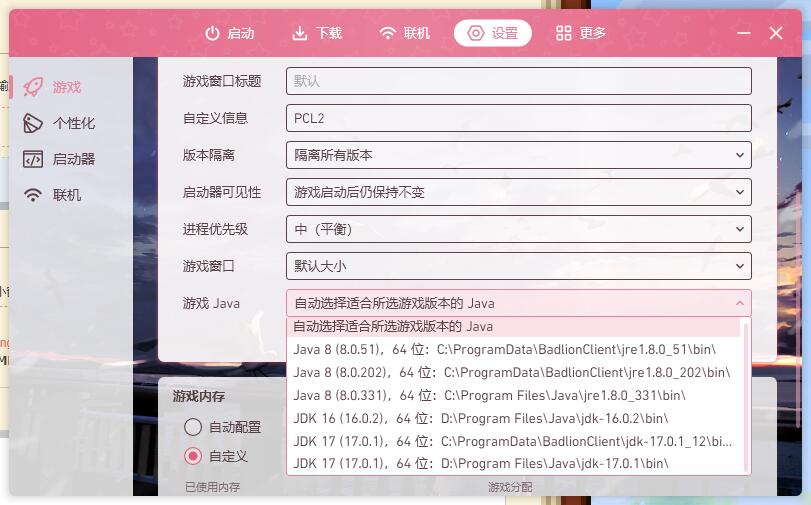 启动 下载 联机 设置 更多
游戏
个性化
启动器
联机
游戏窗口标题 默认
自定义信息 PCL2
版本隔离 隔离所有版本
启动器可见性 游戏启动后仍保持不变
进程优先级 中（平衡）
游戏窗口 默认大小
游戏 Java 自动选择适合所选游戏版本的 Java
自动选择适合所选游戏版本的 Java
Java 8 (8.0.51)，64 位：C:\ProgramData\BadlionClient\jre1.8.0_51\bin\
Java 8 (8.0.202)，64 位：C:\ProgramData\BadlionClient\jre1.8.0_202\bin\
Java 8 (8.0.331)，64 位：C:\Program Files\Java\jre1.8.0_331\bin\
JDK 16 (16.0.2)，64 位：D:\Program Files\Java\jdk-16.0.2\bin\
JDK 17 (17.0.1)，64 位：C:\ProgramData\BadlionClient\jdk-17.0.1_12\bi...
JDK 17 (17.0.1)，64 位：D:\Program Files\Java\jdk-17.0.1\bin\
游戏内存
自动配置
自定义
已使用内存 游戏分配